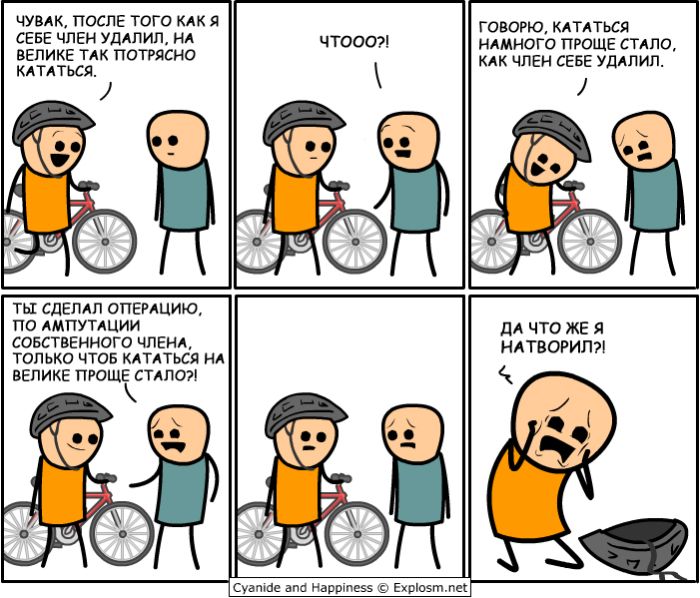 ЧУВАК, ПОСЛЕ ТОГО КАК Я
СЕБЕ ЧЛЕН УДАЛИЛ, НА
ВЕЛИКЕ ТАК ПОТРЯСНО
КАТАТЬСЯ.
ЧТООО?!
ГОВОРЮ, КАТАТЬСЯ
НАМНОГО ПРОЩЕ СТАЛО,
КАК ЧЛЕН СЕБЕ УДАЛИЛ.
ТЫ СДЕЛАЛ ОПЕРАЦИЮ,
ПО АМПУТАЦИИ
СОБСТВЕННОГО ЧЛЕНА,
ТОЛЬКО ЧТОБ КАТАТЬСЯ НА
ВЕЛИКЕ ПРОЩЕ СТАЛО?!
ДА ЧТО ЖЕ Я
НАТВОРИЛ?!
Cyanide and Happiness © Explosm.net